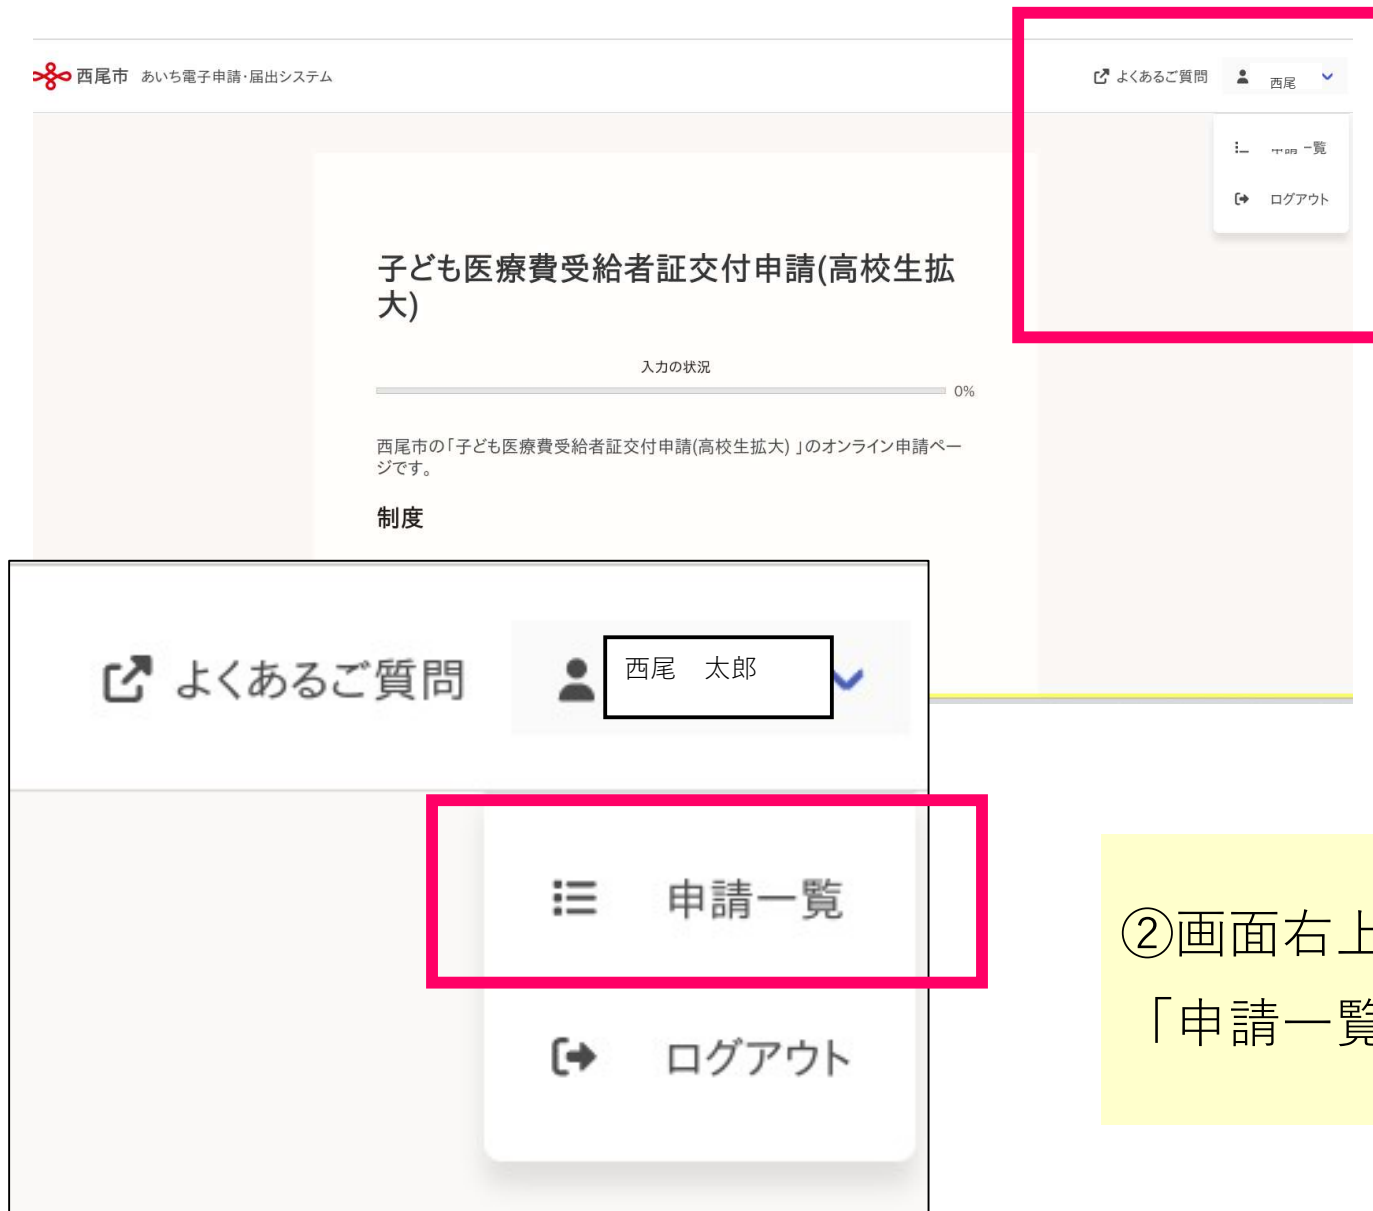 西尾市 あいち電子申請・届出システム
よくあるご質問 西尾
申請 一覧
ログアウト
子ども医療費受給者証交付申請(高校生拡
大)
入力の状況
0%
西尾市の「子ども医療費受給者証交付申請(高校生拡大) 」のオンライン申請ペー
ジです。
制度
よくあるご質問 西尾 太郎
申請一覧
ログアウト
②画面右上
「申請一覧